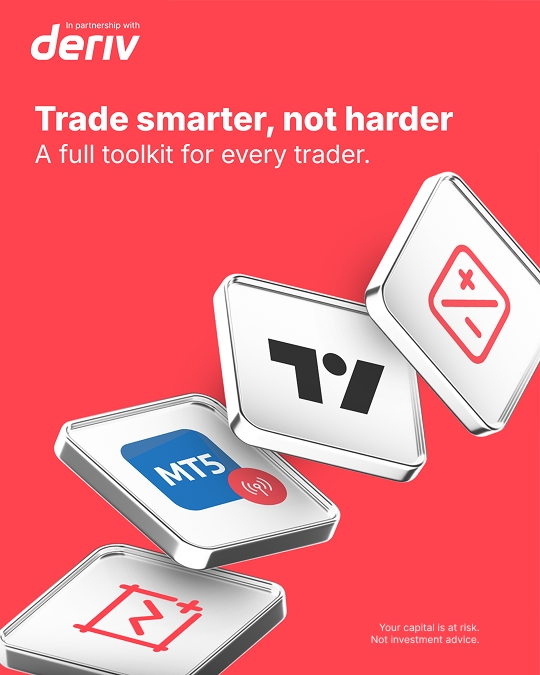 In partnership with
deriv
Trade smarter, not harder
A full toolkit for every trader.
MT5
Your capital is at risk.
Not investment advice.